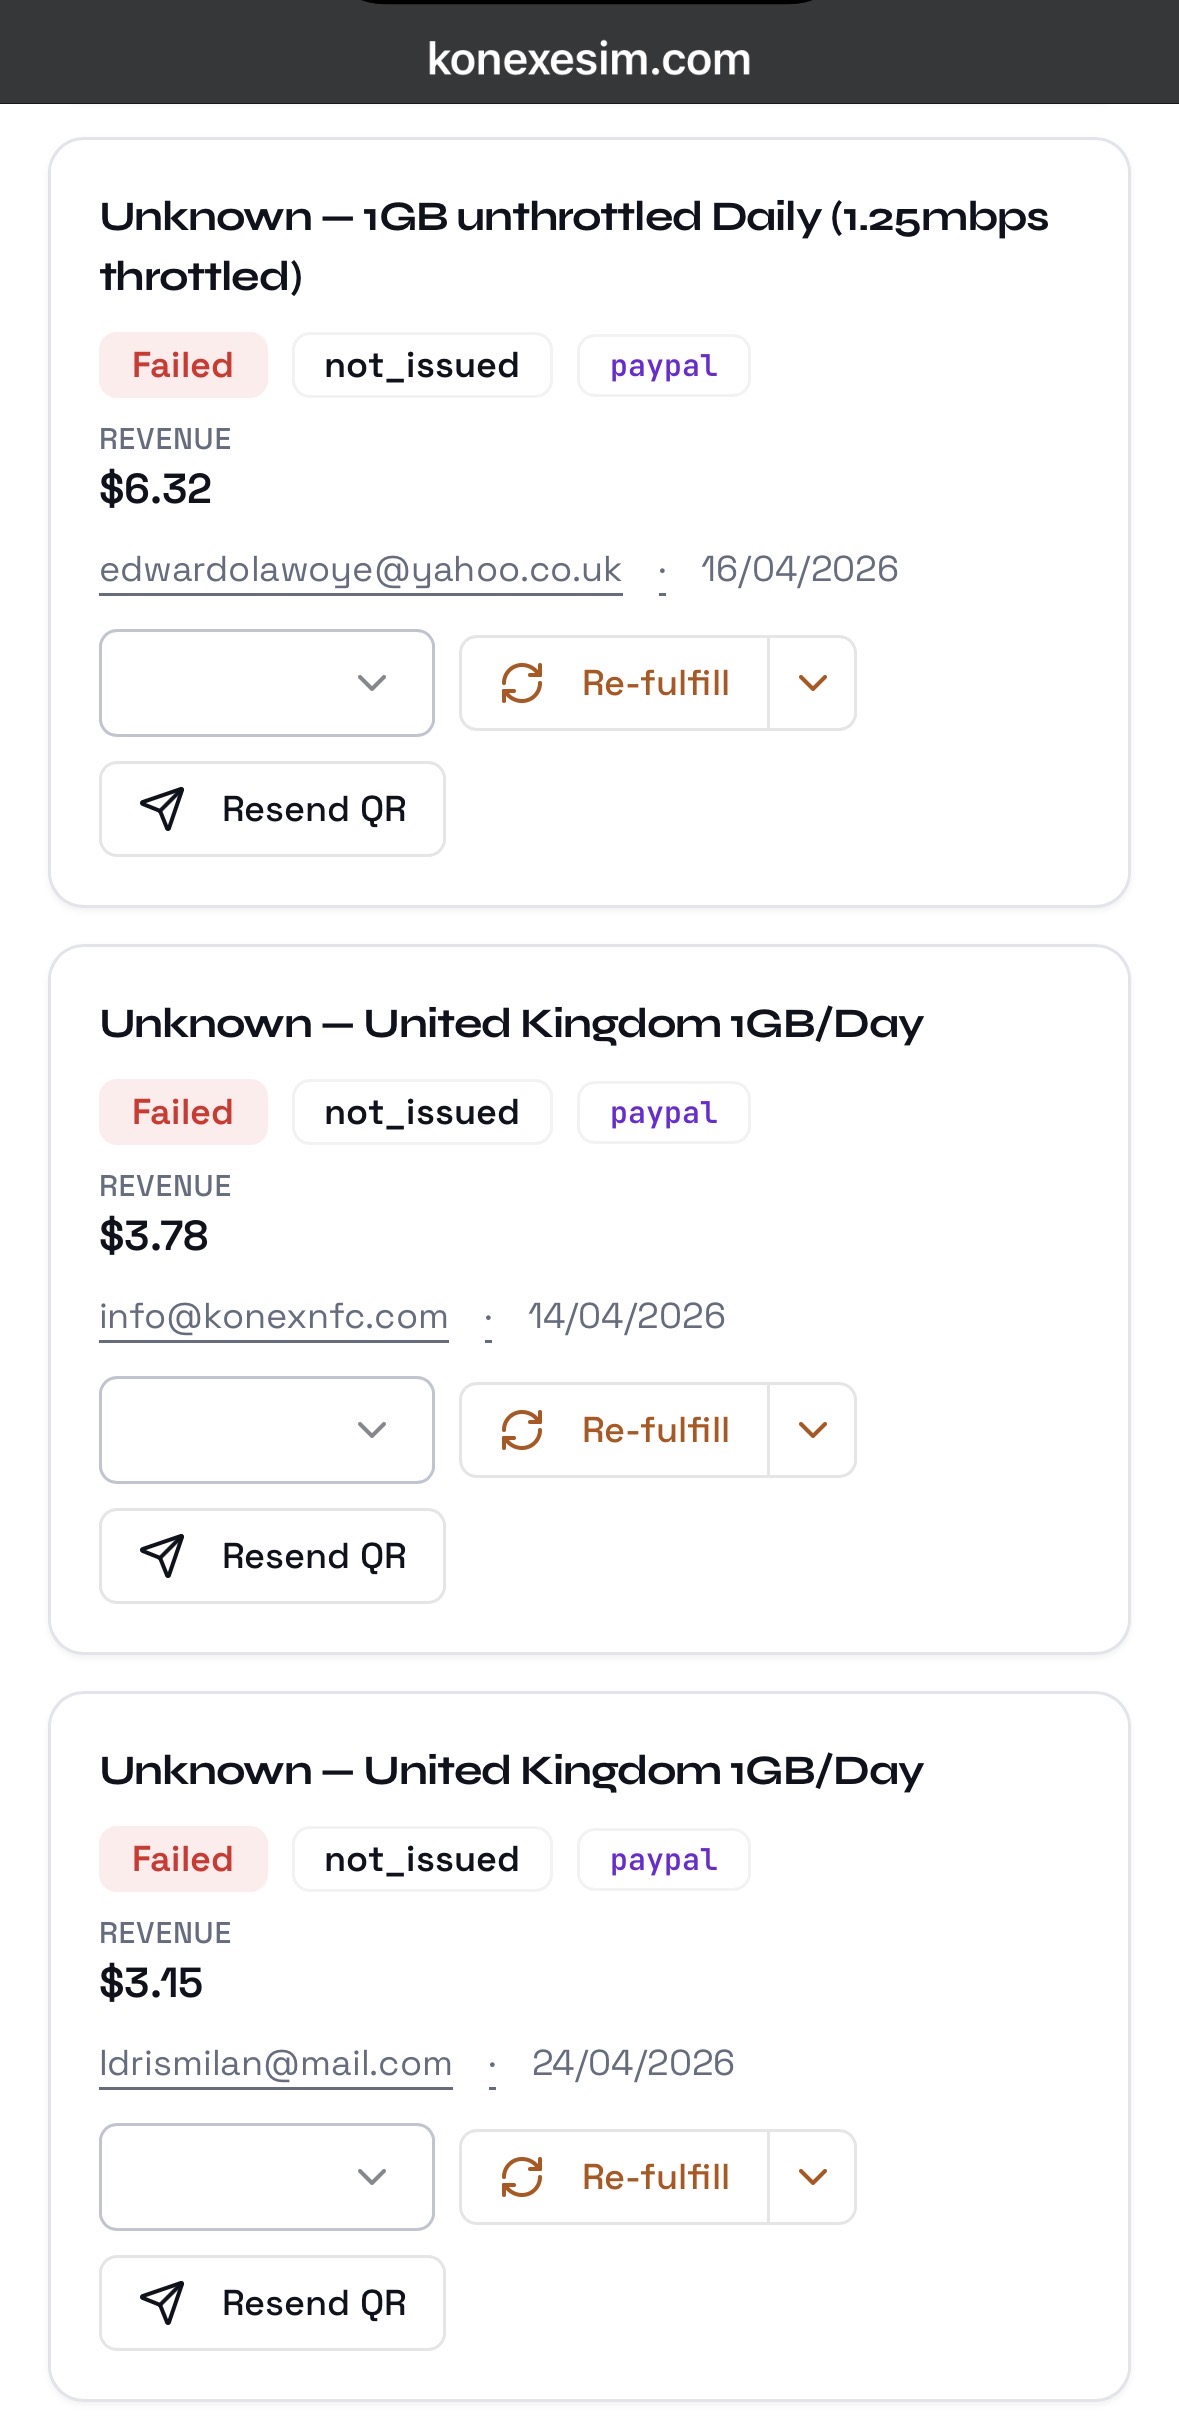 konexesim.com
Unknown — 1GB unthrottled Daily (1.25mbps
throttled)
Failed not_issued paypal
REVENUE
$6.32
edwardolawoye@yahoo.co.uk · 16/04/2026
Re-fulfill
Resend QR
Unknown — United Kingdom 1GB/Day
Failed not_issued paypal
REVENUE
$3.78
info@konexnfc.com · 14/04/2026
Re-fulfill
Resend QR
Unknown — United Kingdom 1GB/Day
Failed not_issued paypal
REVENUE
$3.15
Idrismilan@mail.com · 24/04/2026
Re-fulfill
Resend QR